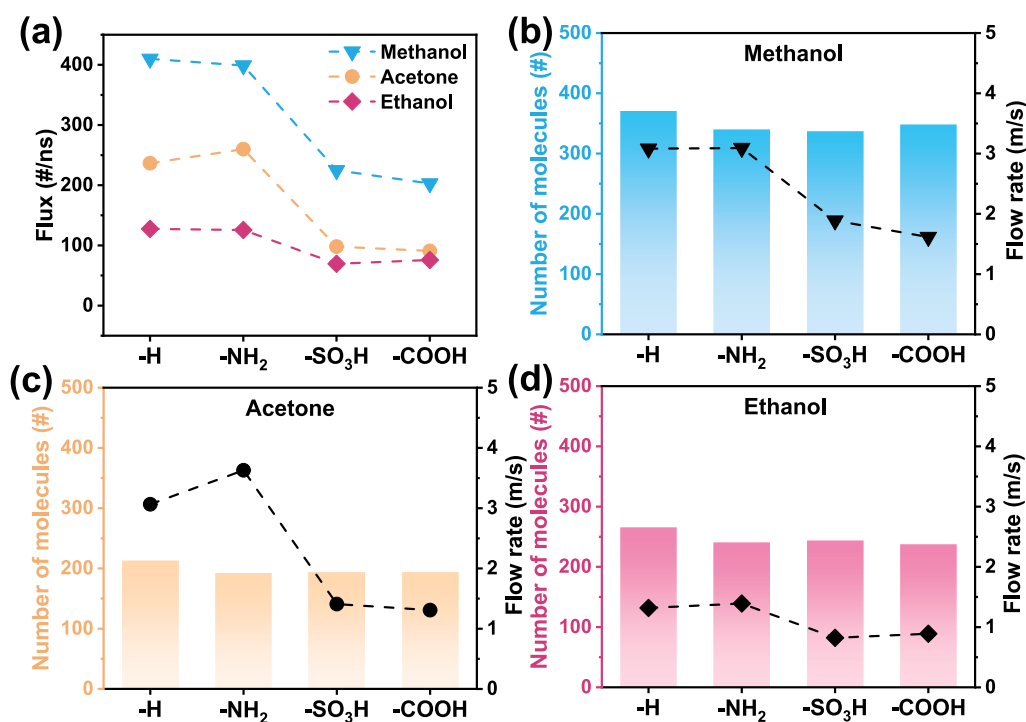 (a)
Flux (#/ns)
400
300
200
100
0
Methanol
Acetone
Ethanol
-H -NH₂ -SO₃H -COOH
(b)
Methanol
Number of molecules (#)
500
400
300
200
100
0
Flow rate (m/s)
5
4
3
2
1
0
-H -NH₂ -SO₃H -COOH
(c)
Acetone
Number of molecules (#)
500
400
300
200
100
0
Flow rate (m/s)
5
4
3
2
1
0
-H -NH₂ -SO₃H -COOH
(d)
Ethanol
Number of molecules (#)
500
400
300
200
100
0
Flow rate (m/s)
5
4
3
2
1
0
-H -NH₂ -SO₃H -COOH